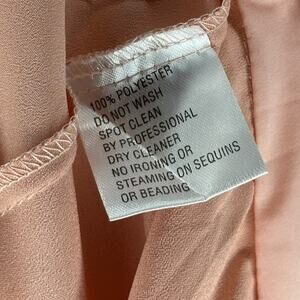 100% POLYESTER
DO NOT WASH
SPOT CLEAN
BY PROFESSIONAL
DRY CLEANER
NO IRONING OR
STEAMING ON SEQUINS
OR BEADING